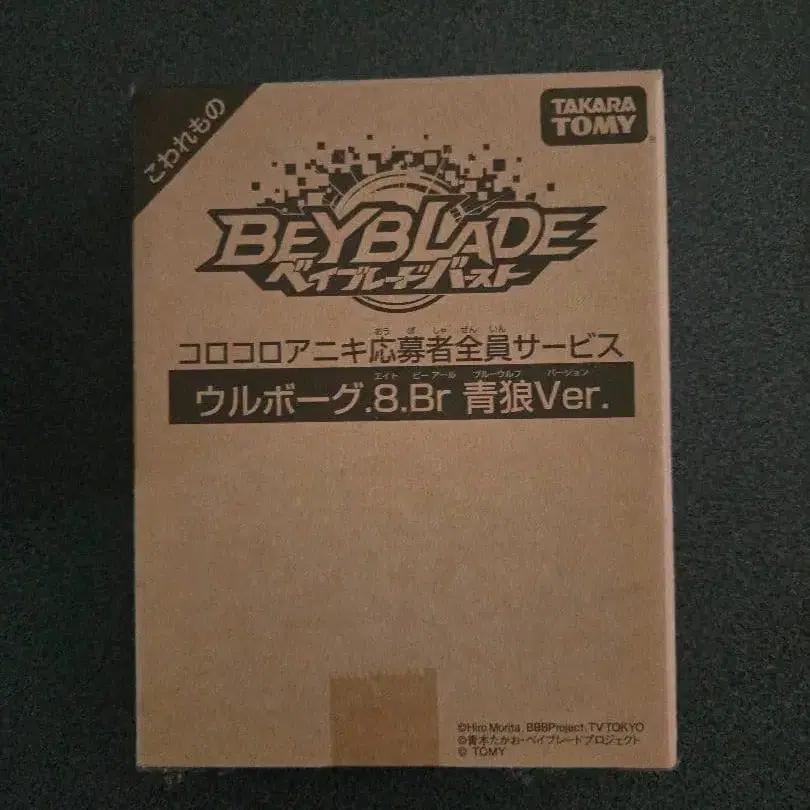 こわれもの
TAKARA
TOMY
BEYBLADE
ベイブレードバースト
おう ぼ しゃ ぜん いん
コロコロアニキ応募者全員サービス
エイト ビーアール ブルーウルフ バージョン
ウルボーグ.8.Br 青狼Ver.
©Hiro Morita, BBBProject, TV TOKYO
©青木たかお・ベイブレードプロジェクト
© TOMY